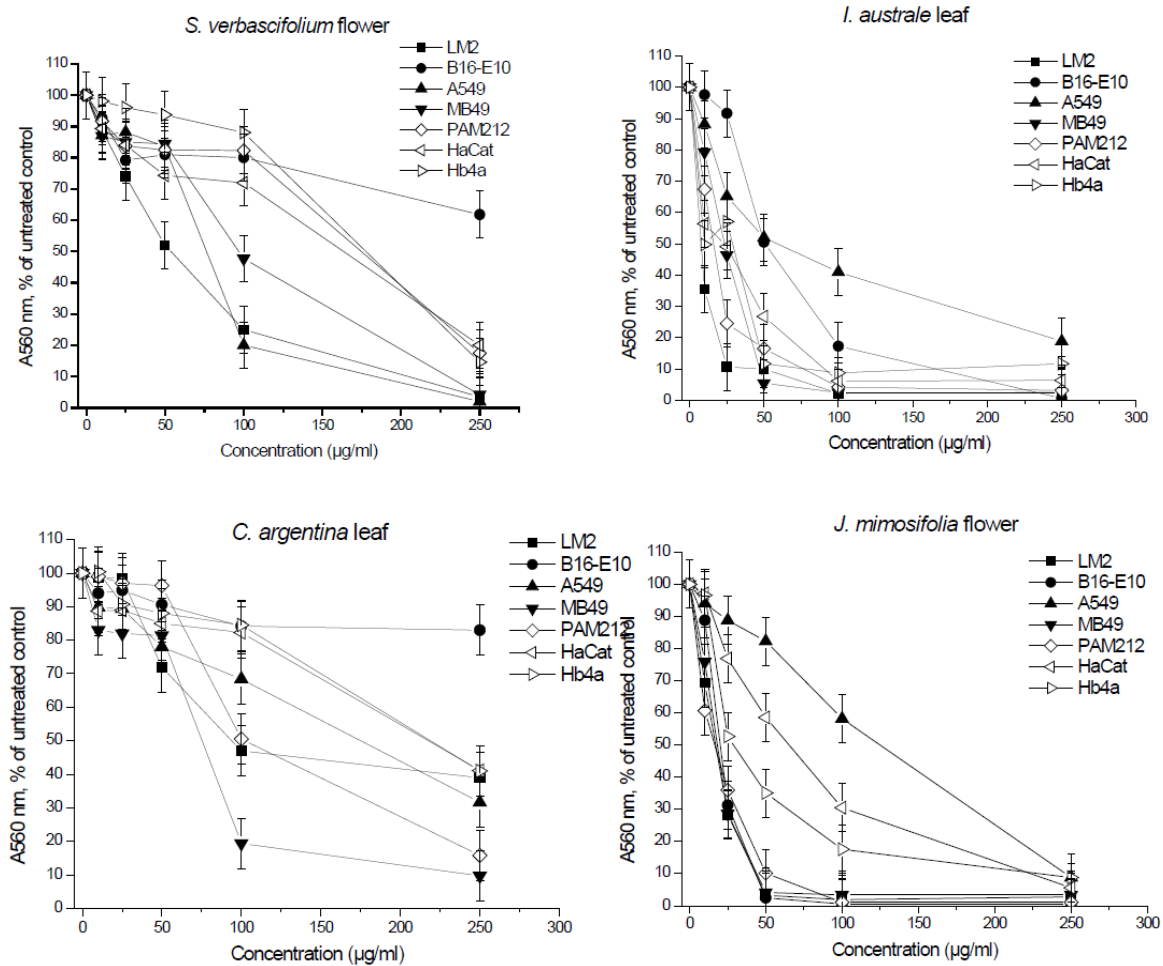 S. verbascifolium flower
LM2
B16-E10
A549
MB49
PAM212
HaCat
Hb4a
A560 nm, % of untreated control
110
100
90
80
70
60
50
40
30
20
10
0
0 50 100 150 200 250
Concentration (µg/ml)
I. australe leaf
LM2
B16-E10
A549
MB49
PAM212
HaCat
Hb4a
A560 nm, % of untreated control
110
100
90
80
70
60
50
40
30
20
10
0
0 50 100 150 200 250 300
Concentration (µg/ml)
C. argentina leaf
LM2
B16-E10
A549
MB49
PAM212
HaCat
Hb4a
A560 nm, % of untreated control
110
100
90
80
70
60
50
40
30
20
10
0
0 50 100 150 200 250 300
Concentration (µg/ml)
J. mimosifolia flower
LM2
B16-E10
A549
MB49
PAM212
HaCat
Hb4a
A560 nm, % of untreated control
110
100
90
80
70
60
50
40
30
20
10
0
0 50 100 150 200 250 300
Concentration (µg/ml)